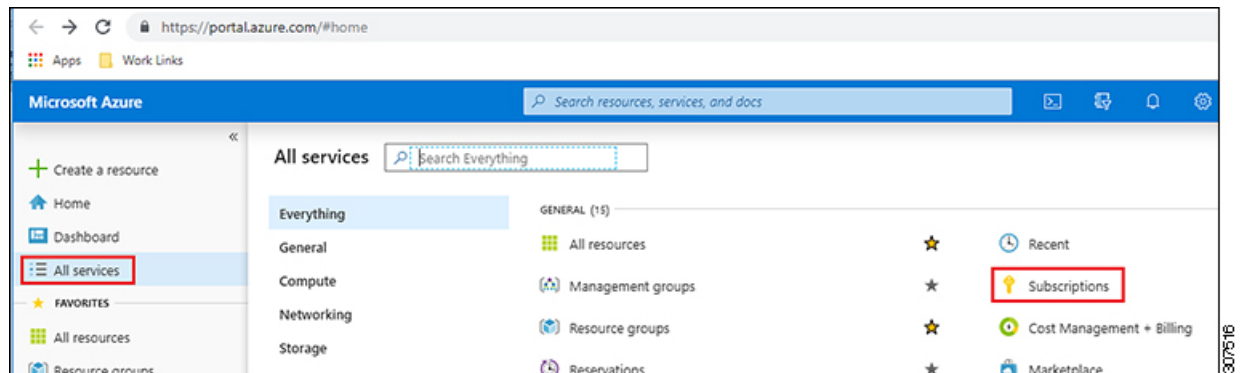 https://portal.azure.com/#home
Apps Work Links
Microsoft Azure
Search resources, services, and docs
«
Create a resource
Home
Dashboard
All services
FAVORITES
All resources
Resource groups
All services
Search Everything
Everything
General
Compute
Networking
Storage
GENERAL (15)
All resources
Recent
Management groups
Subscriptions
Resource groups
Cost Management + Billing
Reservations
Marketplace
307516